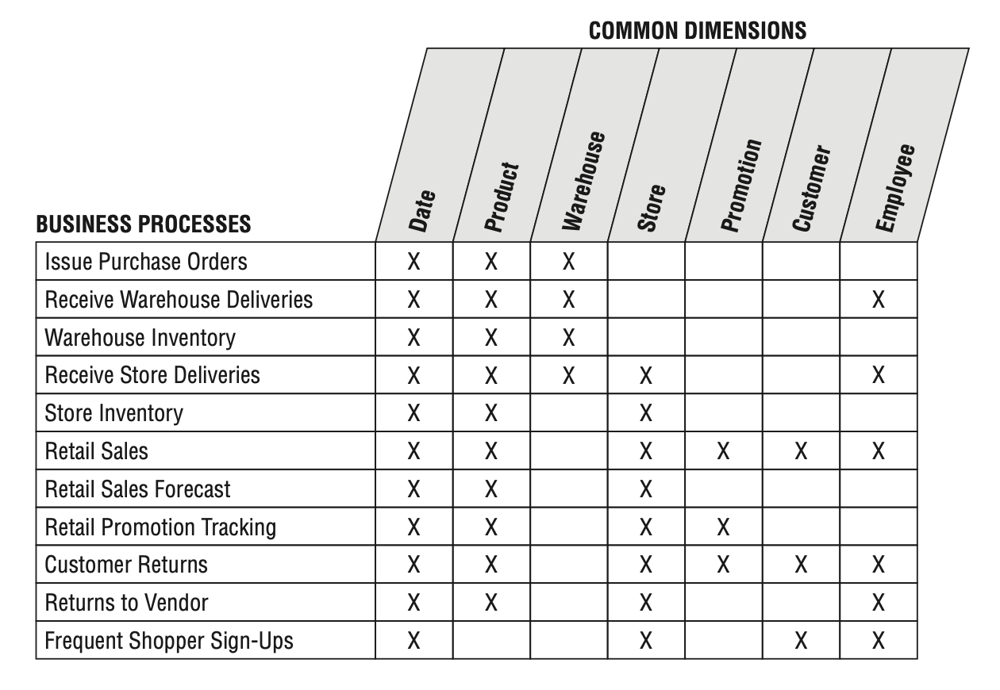 COMMON DIMENSIONS
BUSINESS PROCESSES Date Product Warehouse Store Promotion Customer Employee
Issue Purchase Orders X X X
Receive Warehouse Deliveries X X X X
Warehouse Inventory X X X
Receive Store Deliveries X X X X X
Store Inventory X X X
Retail Sales X X X X X X
Retail Sales Forecast X X X
Retail Promotion Tracking X X X X
Customer Returns X X X X X X
Returns to Vendor X X X X
Frequent Shopper Sign-Ups X X X X